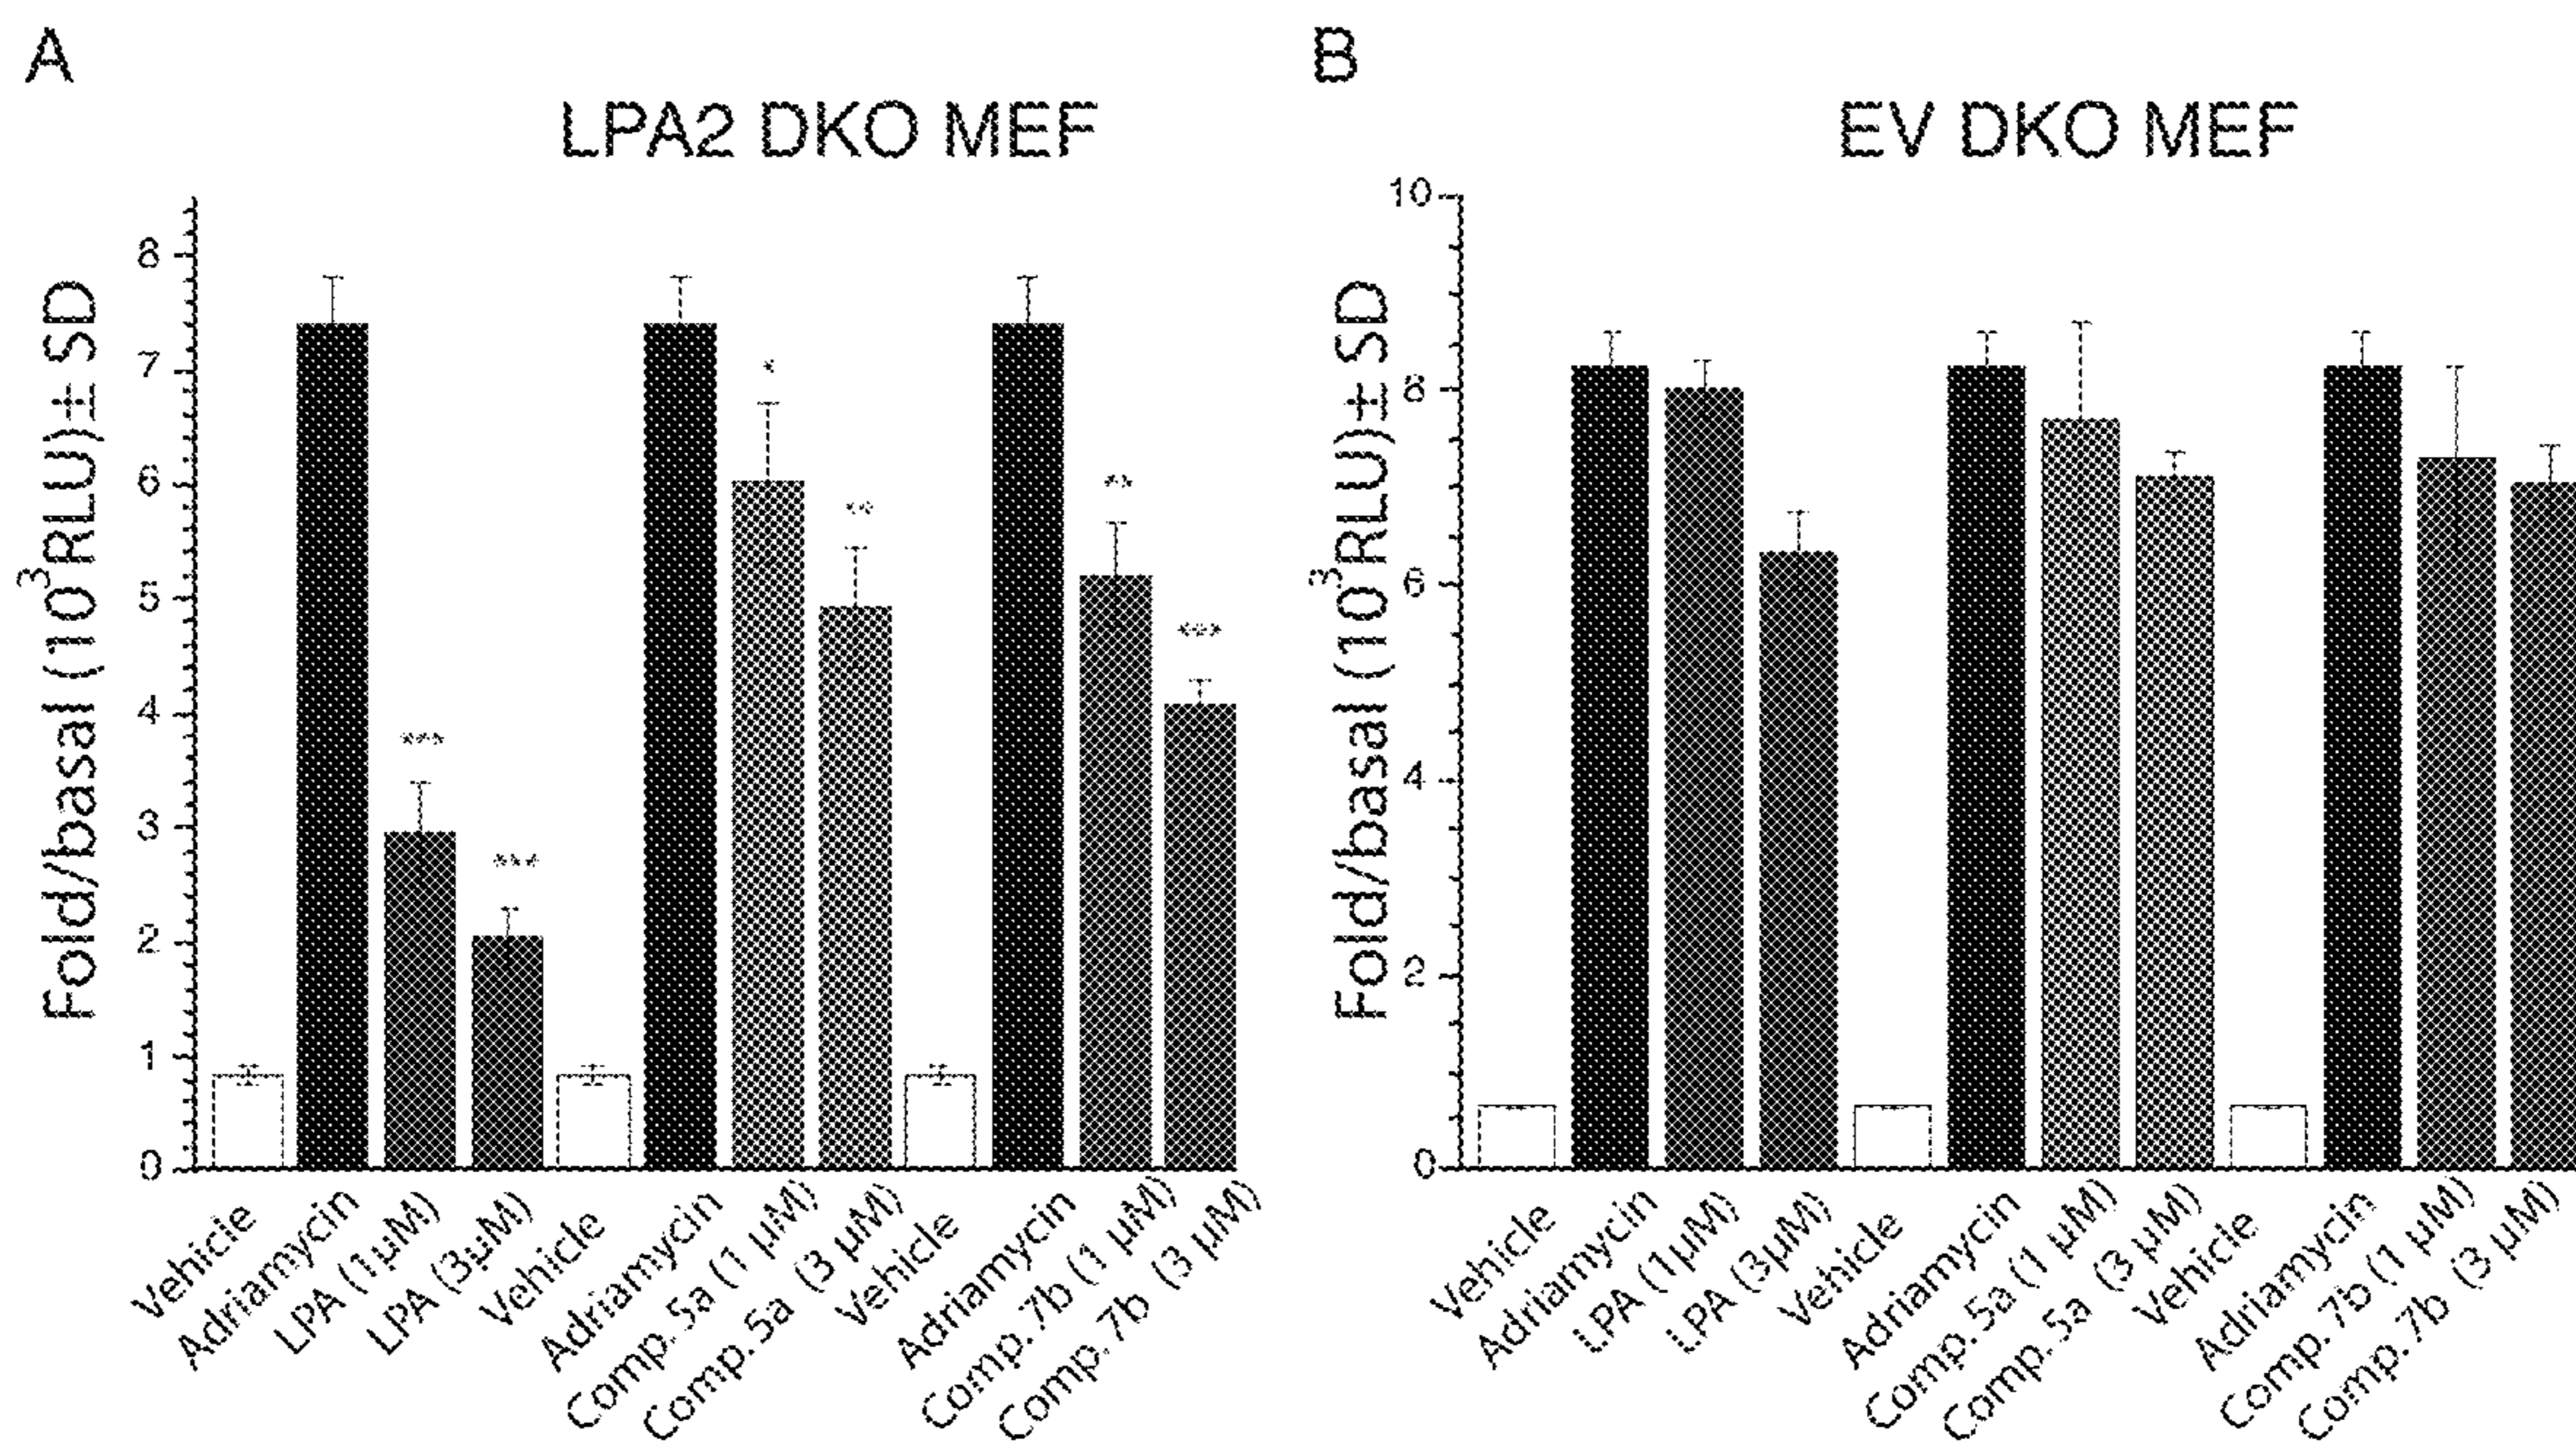 A
LPA2 DKO MEF
Fold/basal (10³RLU)± SD
8
7
6
5
4
3
2
1
0
*
**
**
***
***
***
Vehicle
Adriamycin
LPA (1µM)
LPA (3µM)
Vehicle
Adriamycin
Comp. 5a (1 µM)
Comp. 5a (3 µM)
Vehicle
Adriamycin
Comp. 7b (1 µM)
Comp. 7b (3 µM)
B
EV DKO MEF
Fold/basal (10³RLU)± SD
10
8
6
4
2
0
Vehicle
Adriamycin
LPA (1µM)
LPA (3µM)
Vehicle
Adriamycin
Comp. 5a (1 µM)
Comp. 5a (3 µM)
Vehicle
Adriamycin
Comp. 7b (1 µM)
Comp. 7b (3 µM)